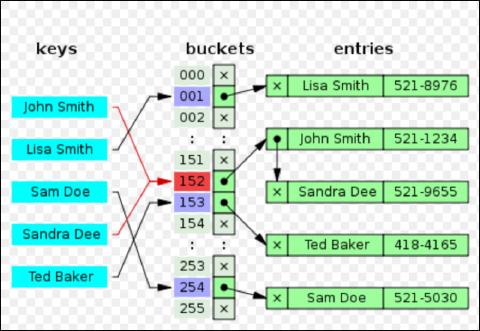 keys
buckets
entries
John Smith
Lisa Smith
Sam Doe
Sandra Dee
Ted Baker
000 ×
001
002 ×
: :
151 ×
152
153
154 ×
: :
253 ×
254
255 ×
× Lisa Smith 521-8976
John Smith 521-1234
× Sandra Dee 521-9655
× Ted Baker 418-4165
× Sam Doe 521-5030